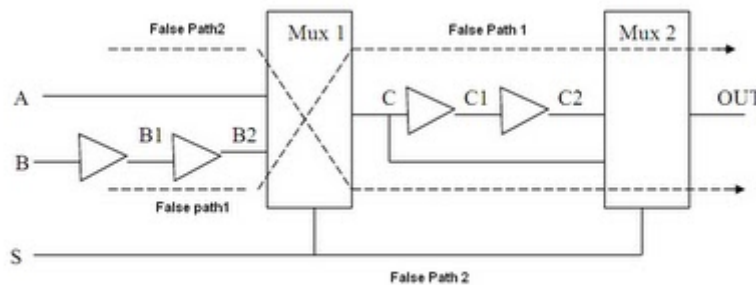 False Path2
Mux 1
False Path 1
Mux 2
A
C
C1
C2
OUT
B
B1
B2
False path1
S
False Path 2